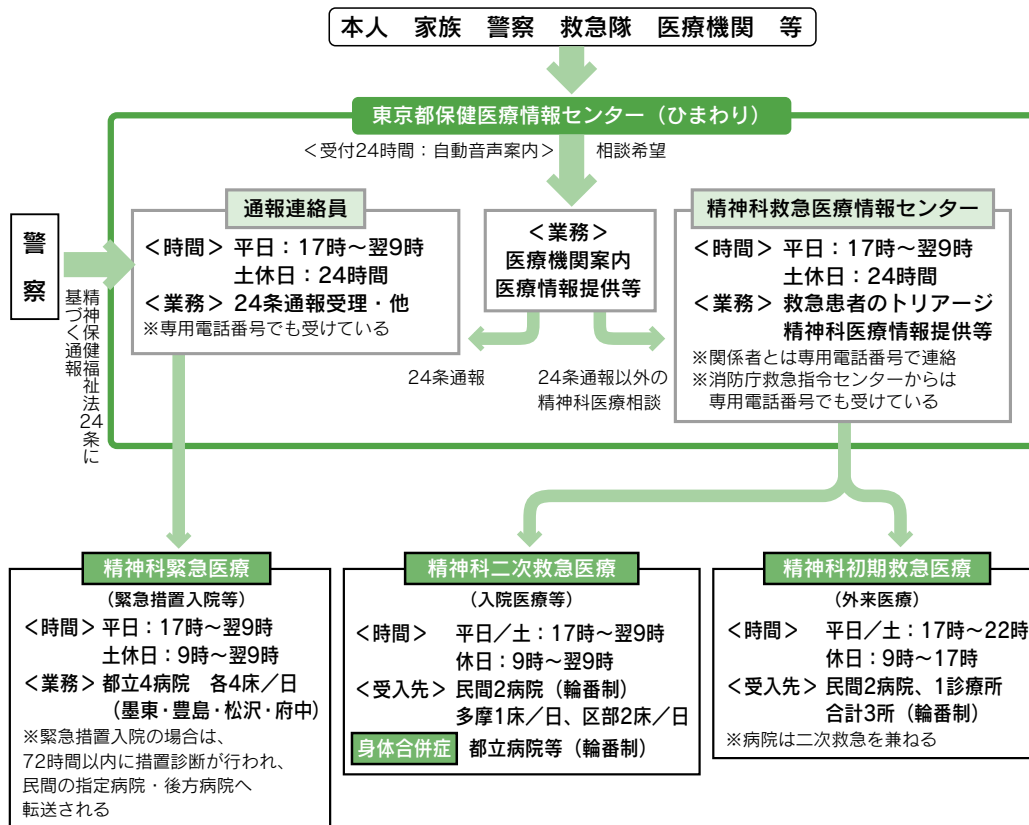 本人 家族 警察 救急隊 医療機関 等
東京都保健医療情報センター（ひまわり）
＜受付24時間：自動音声案内＞ 相談希望
警察
精神保健福祉法24条に
基づく通報
通報連絡員
＜時間＞ 平日：17時～翌9時
土休日：24時間
＜業務＞ 24条通報受理・他
※専用電話番号でも受けている
＜業務＞
医療機関案内
医療情報提供等
精神科救急医療情報センター
＜時間＞ 平日：17時～翌9時
土休日：24時間
＜業務＞ 救急患者のトリアージ
精神科医療情報提供等
※関係者とは専用電話番号で連絡
※消防庁救急指令センターからは
専用電話番号でも受けている
24条通報
24条通報以外の
精神科医療相談
精神科緊急医療
（緊急措置入院等）
＜時間＞ 平日：17時～翌9時
土休日：9時～翌9時
＜業務＞ 都立4病院 各4床／日
（墨東・豊島・松沢・府中）
※緊急措置入院の場合は、
72時間以内に措置診断が行われ、
民間の指定病院・後方病院へ
転送される
精神科二次救急医療
（入院医療等）
＜時間＞ 平日／土：17時～翌9時
休日：9時～翌9時
＜受入先＞ 民間2病院（輪番制）
多摩1床／日、区部2床／日
身体合併症 都立病院等（輪番制）
精神科初期救急医療
（外来医療）
＜時間＞ 平日／土：17時～22時
休日：9時～17時
＜受入先＞ 民間2病院、1診療所
合計3所（輪番制）
※病院は二次救急を兼ねる